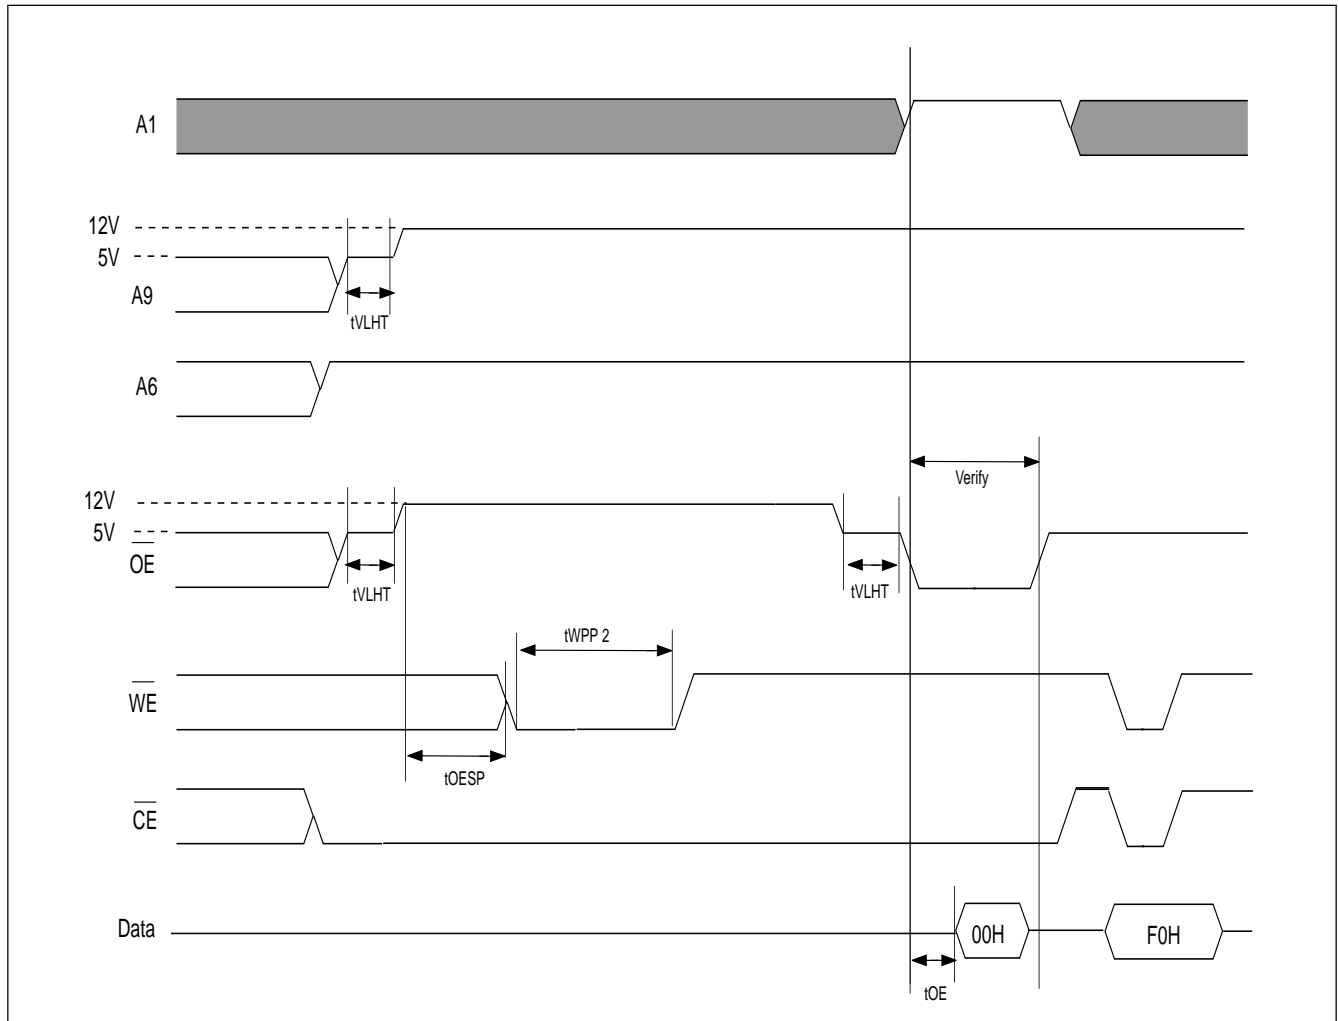 A1
12V
5V
A9
tVLHT
A6
Verify
12V
5V
OE
tVLHT
tVLHT
tWPP 2
WE
tOESP
CE
Data
00H
F0H
tOE